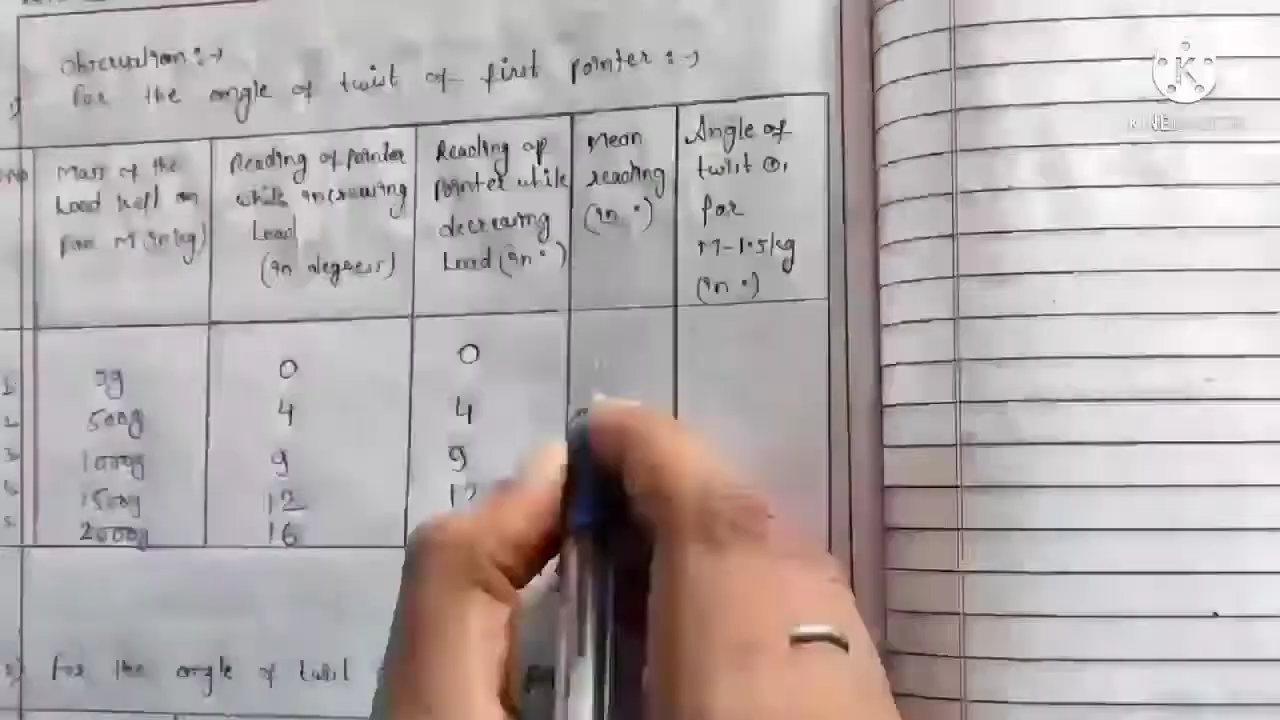 Observation :→
1) For the angle of twist of first pointer :→
Mass of the
Load half on
pan M (in kg)
Reading of pointer
while increasing
Load
(in degrees)
Reading of
pointer while
decreasing
Load (in °)
Mean
reading
(in °)
Angle of
twist θ,
for
M-1.5kg
(in °)
0 0
500g 4 4
1000g 9 9
1500g 12 12
2000g 16
for the angle of twist
K